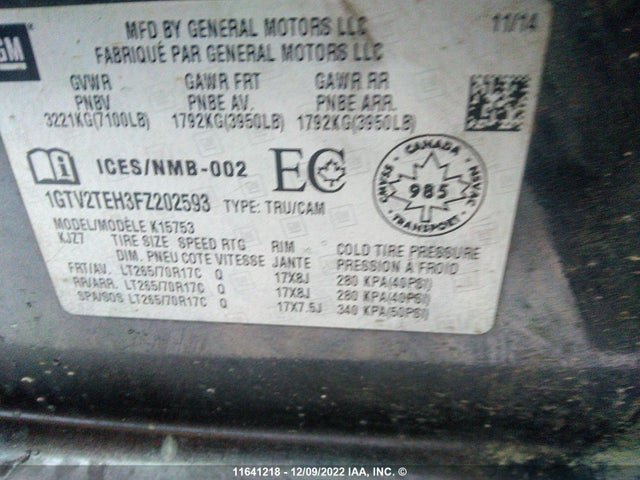 GM
MFD BY GENERAL MOTORS LLC 11/14
FABRIQUÉ PAR GENERAL MOTORS LLC
GVWR GAWR FRT GAWR RR
PNBV PNBE AV. PNBE ARR.
3221KG(7100LB) 1792KG(3950LB) 1792KG(3950LB)
i ICES/NMB-002 EC
CANADA
CMVSS 985 NSVAC
TRANSPORT
1GTV2TEH3FZ202593 TYPE: TRU/CAM
MODEL/MODÈLE K15753
KJZ7 TIRE SIZE SPEED RTG RIM COLD TIRE PRESSURE
DIM. PNEU COTE VITESSE JANTE PRESSION À FROID
FRT/AV. LT265/70R17C Q 17X8J 280 KPA(40PSI)
RR/ARR. LT265/70R17C Q 17X8J 280 KPA(40PSI)
SPA/SOS LT265/70R17C Q 17X7.5J 340 KPA(50PSI)
11641218 - 12/09/2022 IAA, INC. ©